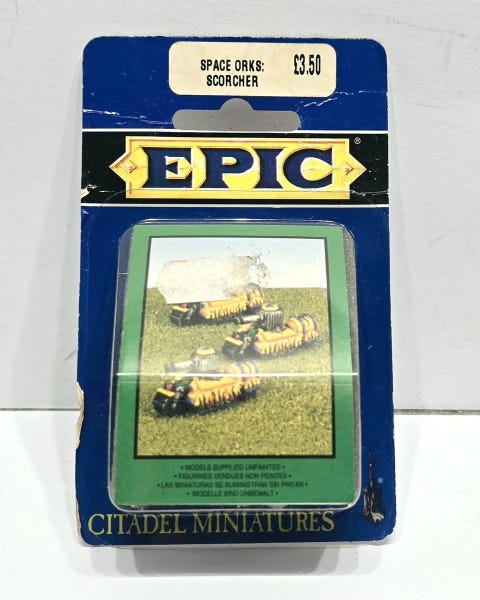 SPACE ORKS:
SCORCHER
£3.50
EPIC
®
• MODELS SUPPLIED UNPAINTED •
• FIGURINES VENDUES NON PEINTES •
• LAS MINIATURAS SE SUMINISTRAN SIN PINTAR •
• MODELLE SIND UNBEMALT •
®
CITADEL MINIATURES